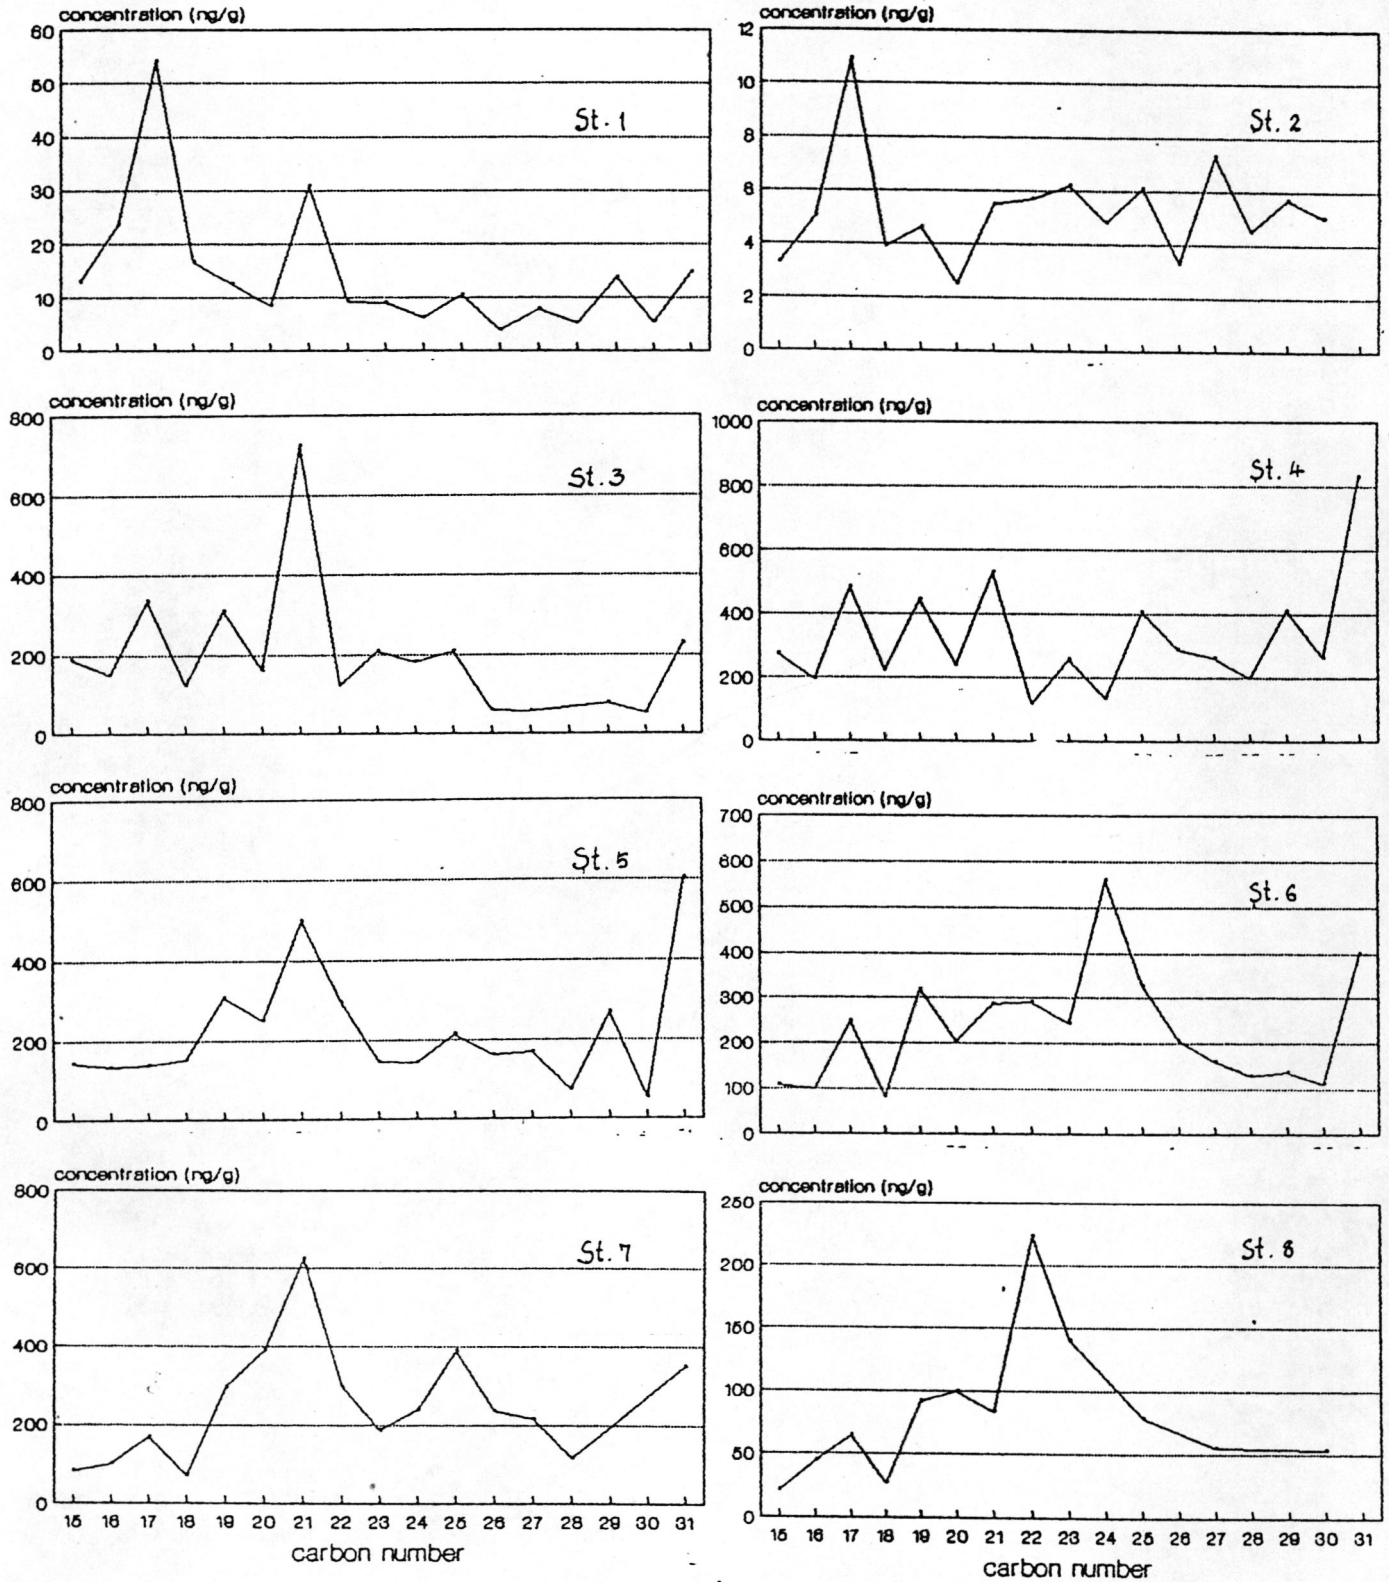 concentration (ng/g)
60
50
40
30
20
10
0
St. 1
concentration (ng/g)
12
10
8
6
4
2
0
St. 2
concentration (ng/g)
800
600
400
200
0
St. 3
concentration (ng/g)
1000
800
600
400
200
0
St. 4
concentration (ng/g)
800
600
400
200
0
St. 5
concentration (ng/g)
700
600
500
400
300
200
100
0
St. 6
concentration (ng/g)
800
600
400
200
0
St. 7
15 16 17 18 19 20 21 22 23 24 25 26 27 28 29 30 31
carbon number
concentration (ng/g)
250
200
150
100
50
0
St. 8
15 16 17 18 19 20 21 22 23 24 25 26 27 28 29 30 31
carbon number